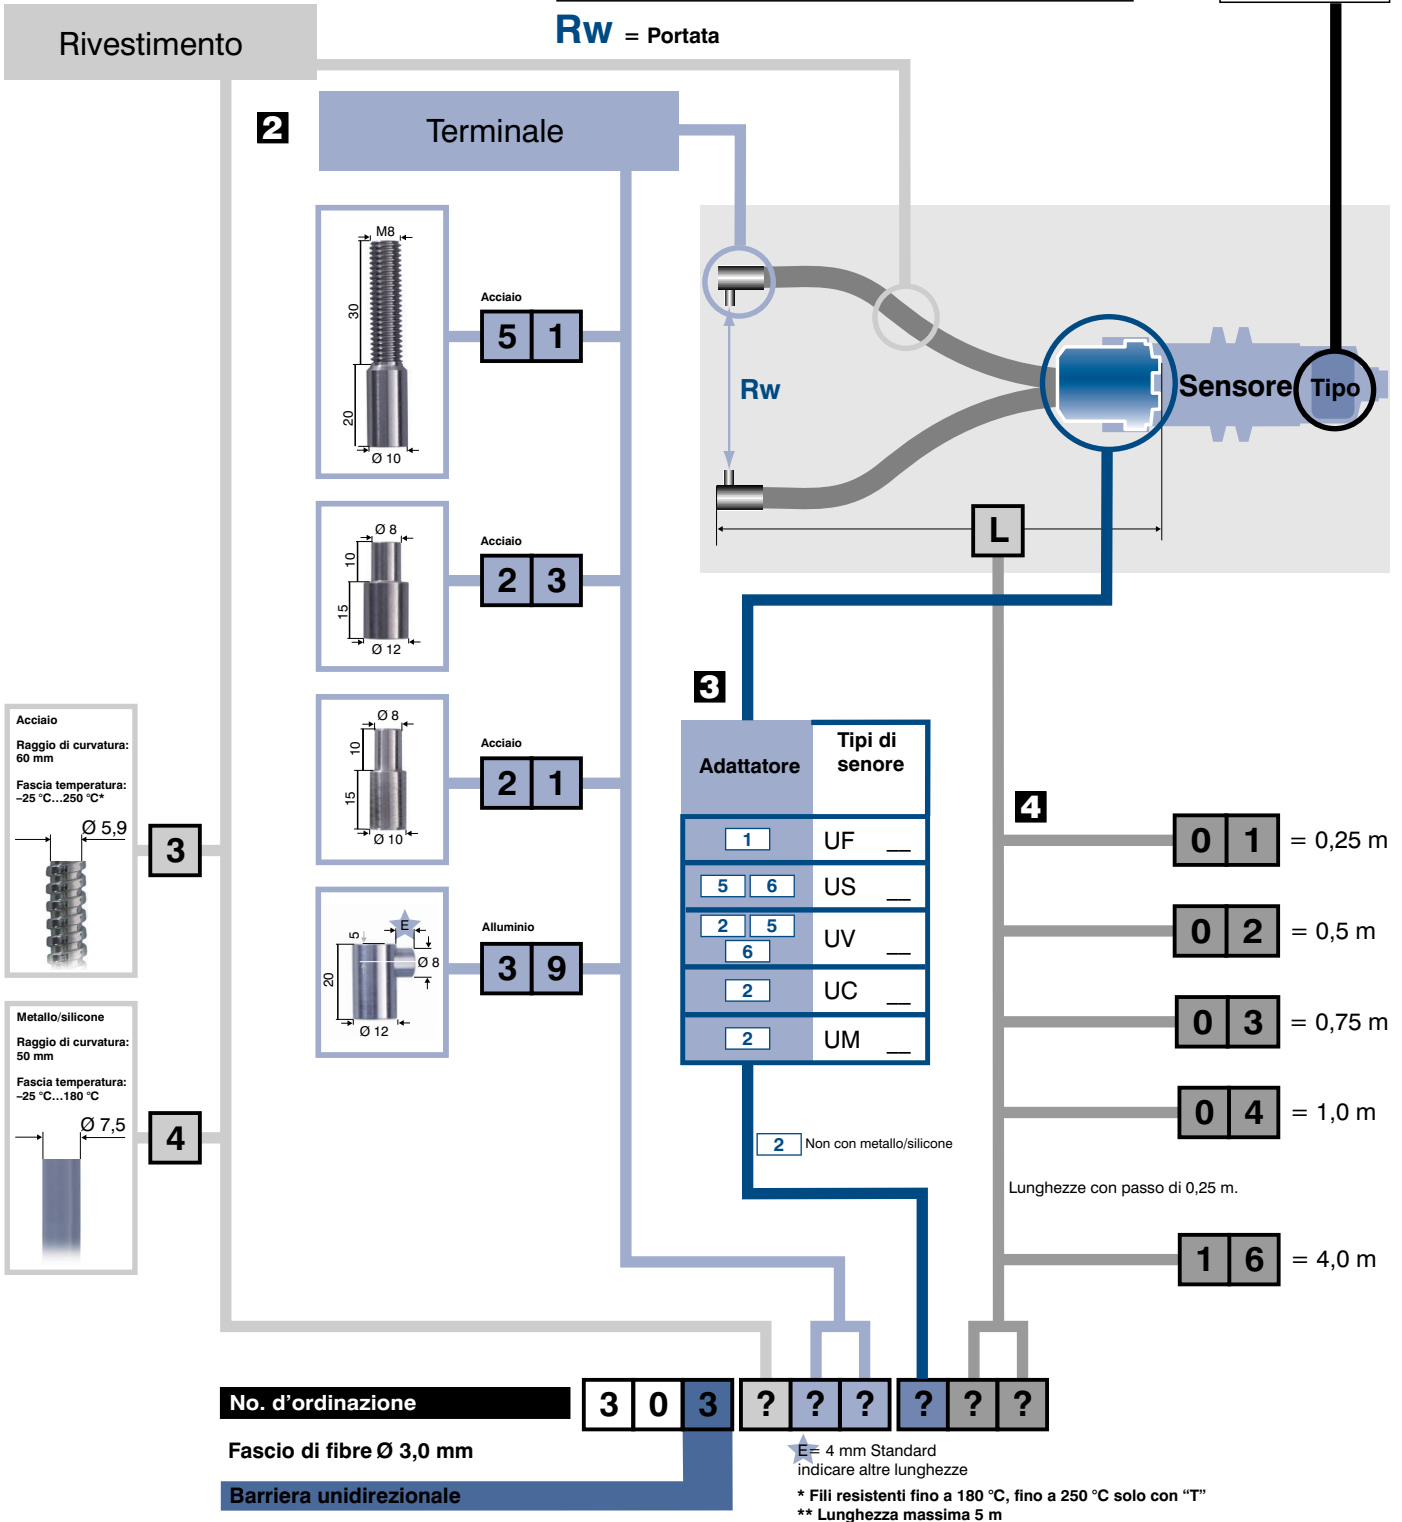 Rivestimento
Rw = Portata
2
Terminale
M8
30
20
Ø 10
Acciaio
5 1
Rw
Sensore
Tipo
L
Ø 8
10
15
Ø 12
Acciaio
2 3
3
Adattatore
Tipi di
senore
1
UF __
5 6
US __
2 5
6
UV __
2
UC __
2
UM __
2 Non con metallo/silicone
Ø 8
10
15
Ø 10
Acciaio
2 1
E
5
20
Ø 8
Ø 12
Alluminio
3 9
Acciaio
Raggio di curvatura:
60 mm
Fascia temperatura:
–25 °C...250 °C*
Ø 5,9
3
Metallo/silicone
Raggio di curvatura:
50 mm
Fascia temperatura:
–25 °C...180 °C
Ø 7,5
4
4
0 1 = 0,25 m
0 2 = 0,5 m
0 3 = 0,75 m
0 4 = 1,0 m
Lunghezze con passo di 0,25 m.
1 6 = 4,0 m
No. d'ordinazione
3 0 3 ? ? ? ? ? ?
Fascio di fibre Ø 3,0 mm
Barriera unidirezionale
E= 4 mm Standard
indicare altre lunghezze
* Fili resistenti fino a 180 °C, fino a 250 °C solo con “T”
** Lunghezza massima 5 m